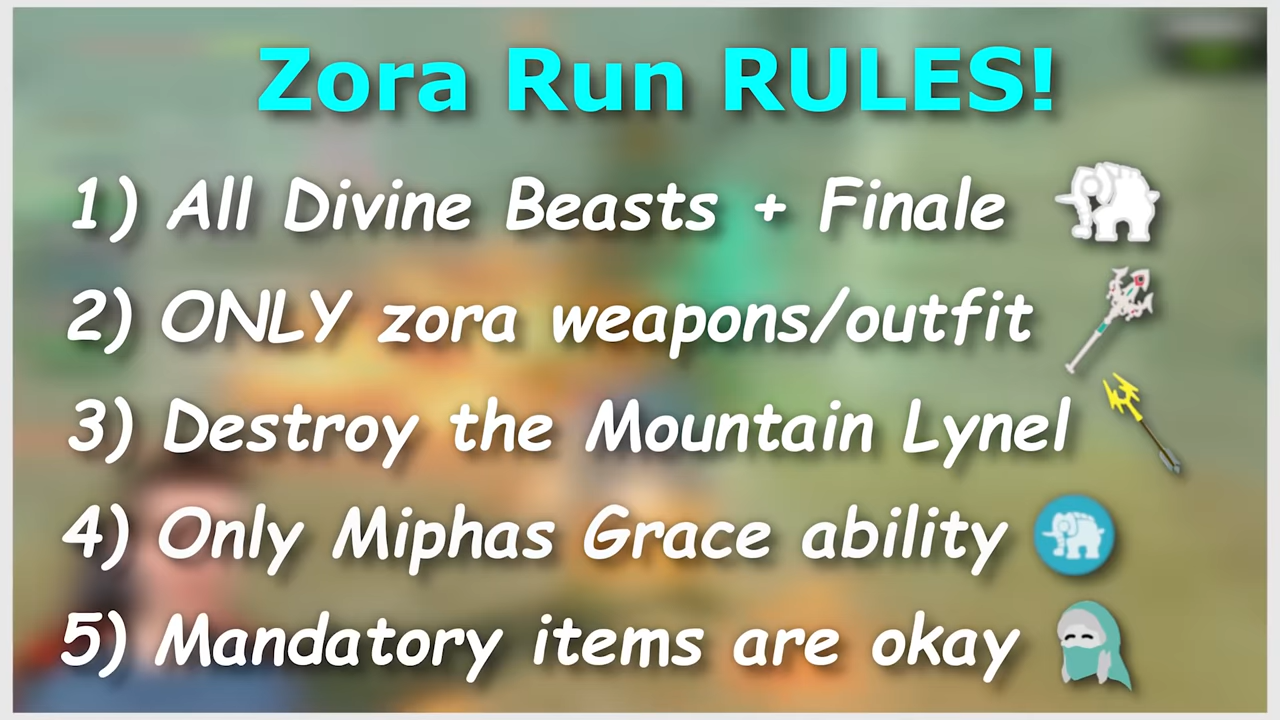 Zora Run RULES!
1) All Divine Beasts + Finale
2) ONLY zora weapons/outfit
3) Destroy the Mountain Lynel
4) Only Miphas Grace ability
5) Mandatory items are okay